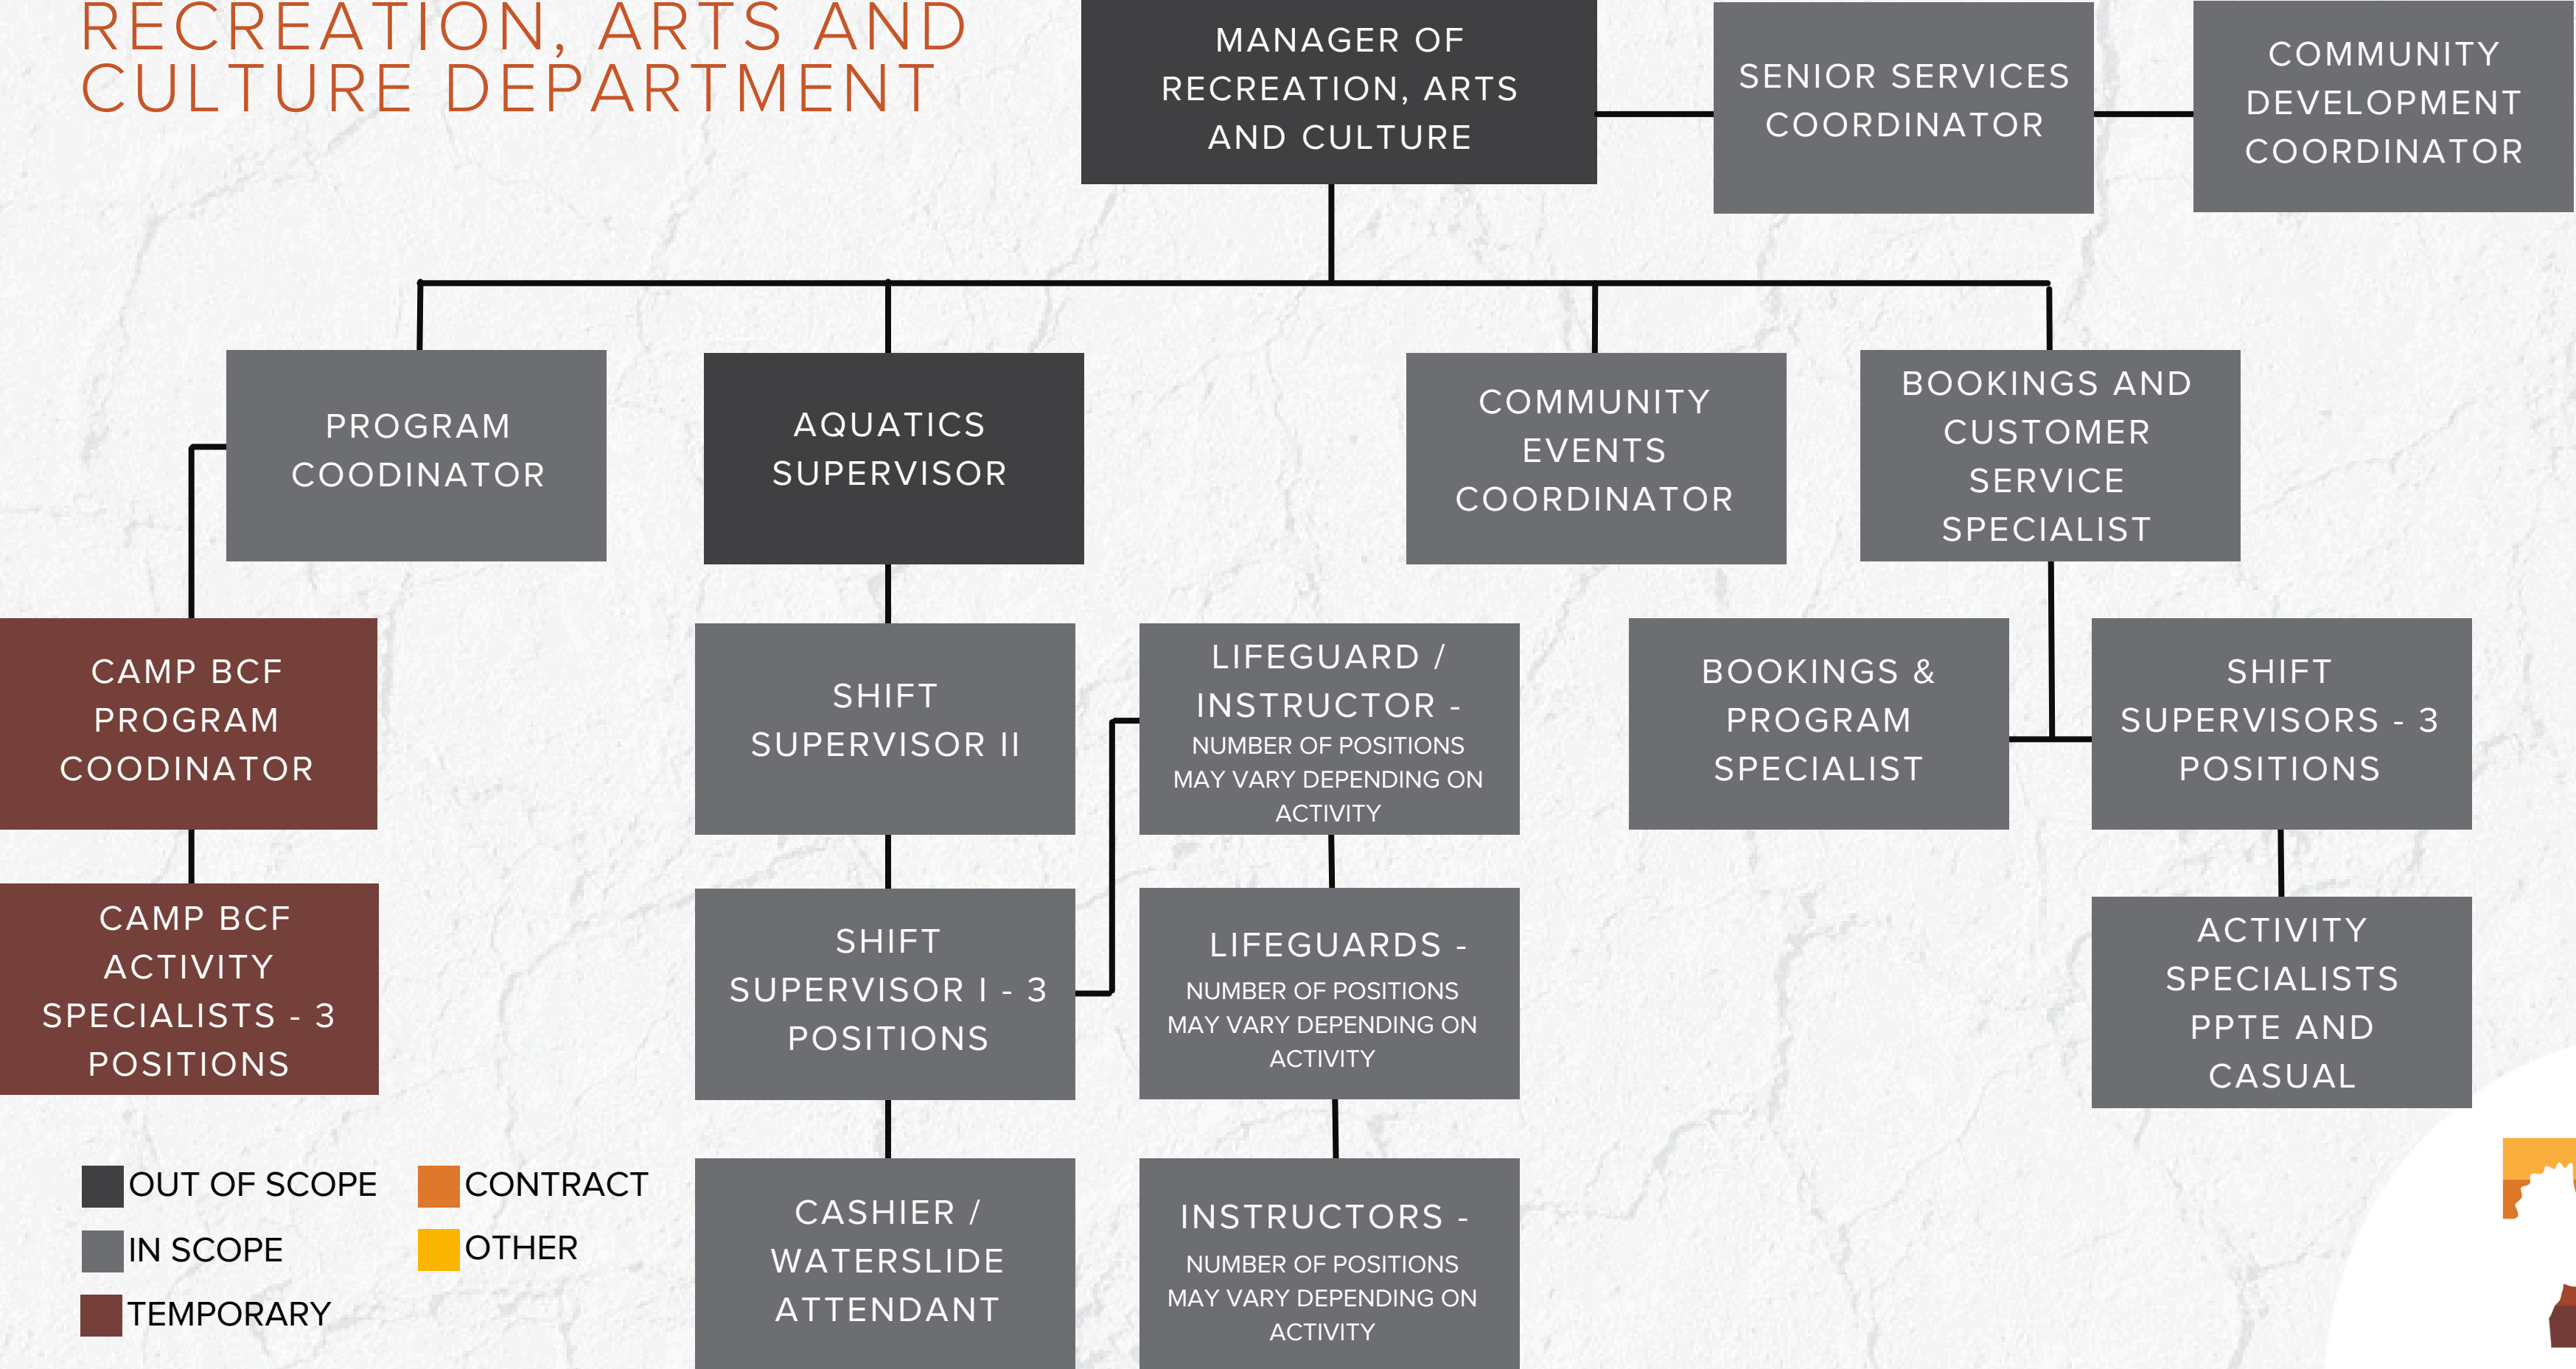 RECREATION, ARTS AND
CULTURE DEPARTMENT
MANAGER OF
RECREATION, ARTS
AND CULTURE
SENIOR SERVICES
COORDINATOR
COMMUNITY
DEVELOPMENT
COORDINATOR
PROGRAM
COODINATOR
AQUATICS
SUPERVISOR
COMMUNITY
EVENTS
COORDINATOR
BOOKINGS AND
CUSTOMER
SERVICE
SPECIALIST
CAMP BCF
PROGRAM
COODINATOR
SHIFT
SUPERVISOR II
LIFEGUARD /
INSTRUCTOR -
NUMBER OF POSITIONS
MAY VARY DEPENDING ON
ACTIVITY
BOOKINGS &
PROGRAM
SPECIALIST
SHIFT
SUPERVISORS - 3
POSITIONS
CAMP BCF
ACTIVITY
SPECIALISTS - 3
POSITIONS
SHIFT
SUPERVISOR I - 3
POSITIONS
LIFEGUARDS -
NUMBER OF POSITIONS
MAY VARY DEPENDING ON
ACTIVITY
ACTIVITY
SPECIALISTS
PPTE AND
CASUAL
CASHIER /
WATERSLIDE
ATTENDANT
INSTRUCTORS -
NUMBER OF POSITIONS
MAY VARY DEPENDING ON
ACTIVITY
OUT OF SCOPE
IN SCOPE
TEMPORARY
CONTRACT
OTHER